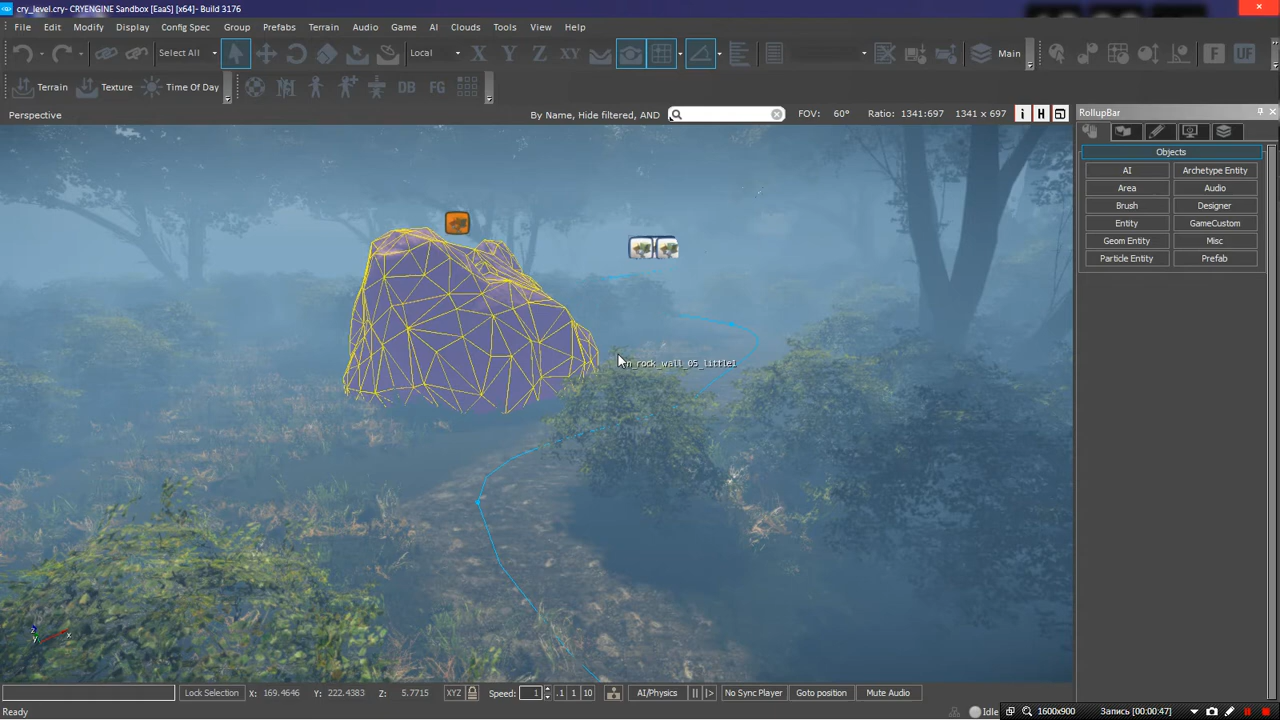 cry_level.cry- CRYENGINE Sandbox [EaaS] [x64]- Build 3176
File Edit Modify Display Config Spec Group Prefabs Terrain Audio Game AI Clouds Tools View Help
Select All Local X Y Z XY Main F UF
Terrain Texture Time Of Day DB FG
Perspective By Name, Hide filtered, AND FOV: 60° Ratio: 1341:697 1341 x 697 i H
RollupBar
Objects
AI Archetype Entity
Area Audio
Brush Designer
Entity GameCustom
Geom Entity Misc
Particle Entity Prefab
rock_wall_05_little1
z
y x
Lock Selection X: 169.4646 Y: 222.4383 Z: 5.7715 XYZ Speed: 1 .1 1 10 AI/Physics No Sync Player Goto position Mute Audio
Ready Idle 1600x900 Запись [00:00:47]